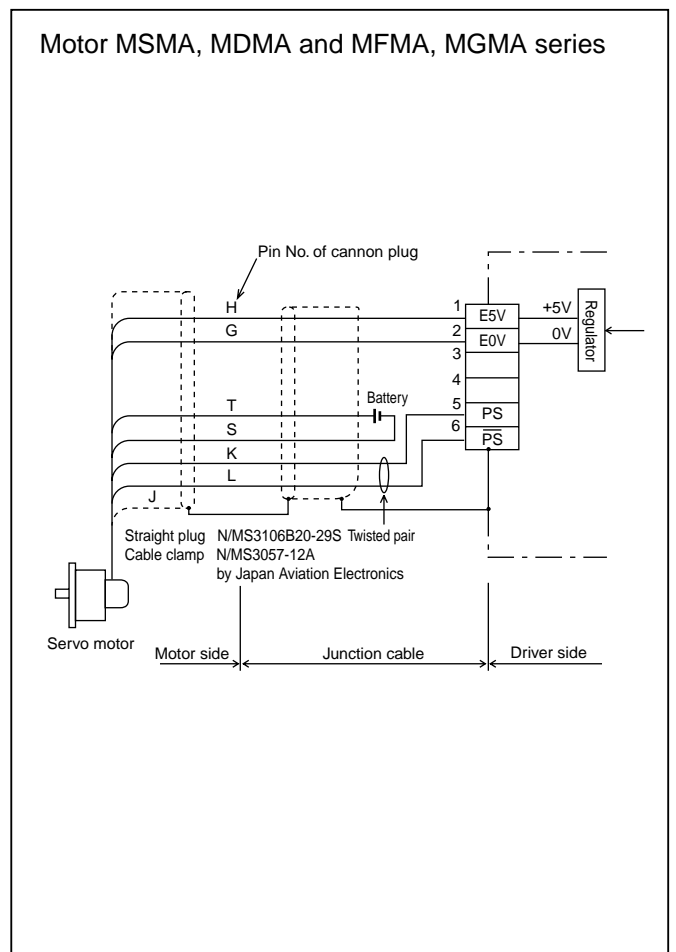 Motor MSMA, MDMA and MFMA, MGMA series
Pin No. of cannon plug
H
G
T
S
K
L
J
Battery
1
2
3
4
5
6
E5V
E0V
PS
P̅S̅
+5V
0V
Regulator
Straight plug N/MS3106B20-29S Twisted pair
Cable clamp N/MS3057-12A
by Japan Aviation Electronics
Servo motor
Motor side
Junction cable
Driver side